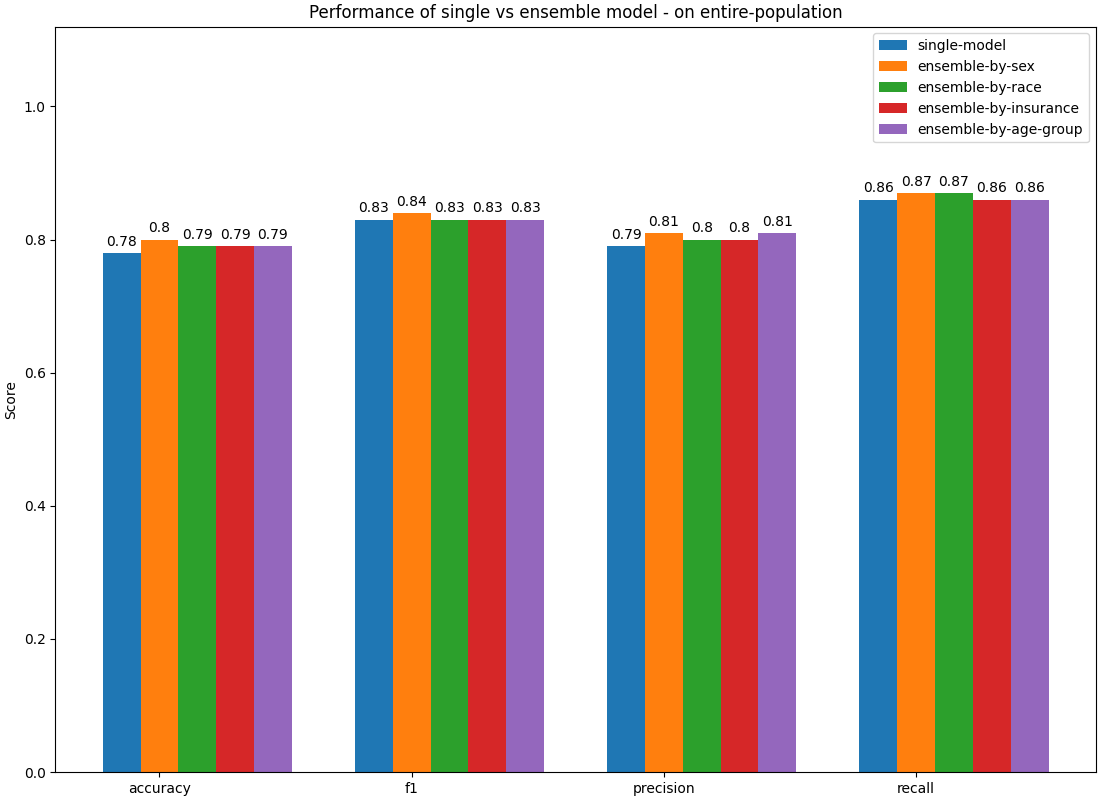 Performance of single vs ensemble model - on entire-population
single-model
ensemble-by-sex
ensemble-by-race
ensemble-by-insurance
ensemble-by-age-group
Score
1.0
0.8
0.6
0.4
0.2
0.0
0.78 0.8 0.79 0.79 0.79
0.83 0.84 0.83 0.83 0.83
0.79 0.81 0.8 0.8 0.81
0.86 0.87 0.87 0.86 0.86
accuracy f1 precision recall